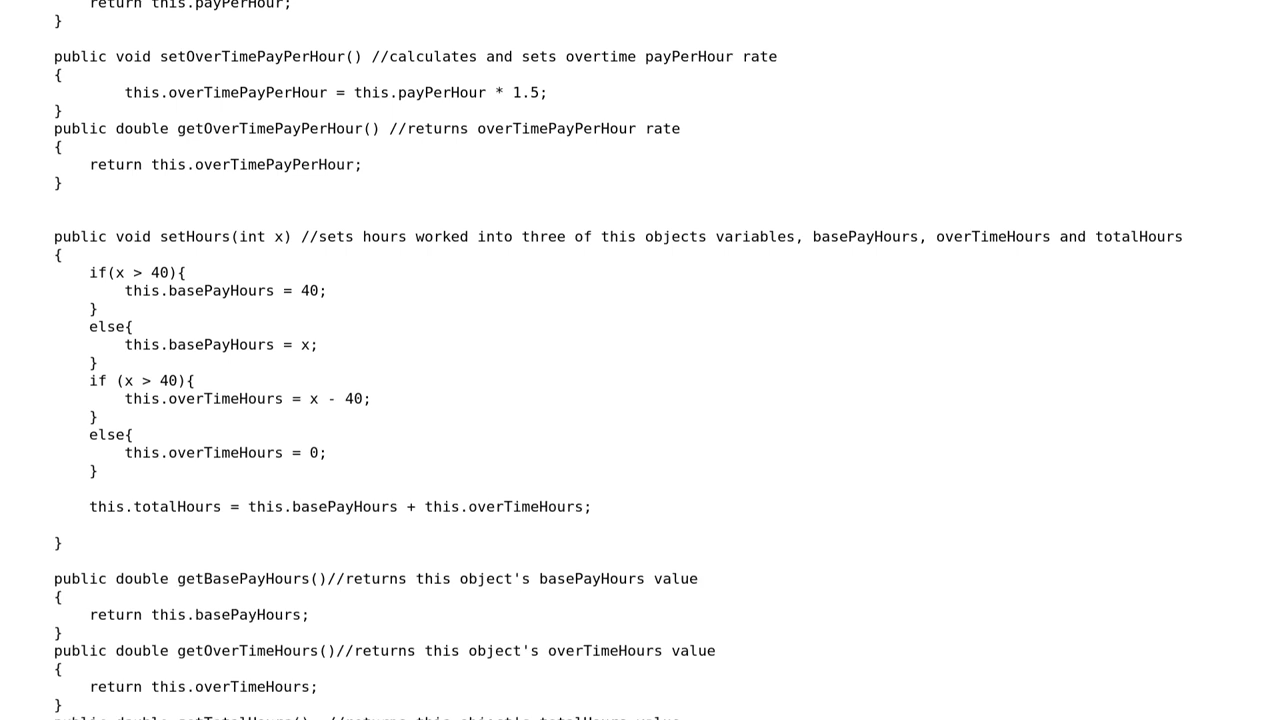 return this.payPerHour;
}
public void setOverTimePayPerHour() //calculates and sets overtime payPerHour rate
{
this.overTimePayPerHour = this.payPerHour * 1.5;
}
public double getOverTimePayPerHour() //returns overTimePayPerHour rate
{
return this.overTimePayPerHour;
}
public void setHours(int x) //sets hours worked into three of this objects variables, basePayHours, overTimeHours and totalHours
{
if(x > 40){
this.basePayHours = 40;
}
else{
this.basePayHours = x;
}
if (x > 40){
this.overTimeHours = x - 40;
}
else{
this.overTimeHours = 0;
}
this.totalHours = this.basePayHours + this.overTimeHours;
}
public double getBasePayHours()//returns this object's basePayHours value
{
return this.basePayHours;
}
public double getOverTimeHours()//returns this object's overTimeHours value
{
return this.overTimeHours;
}